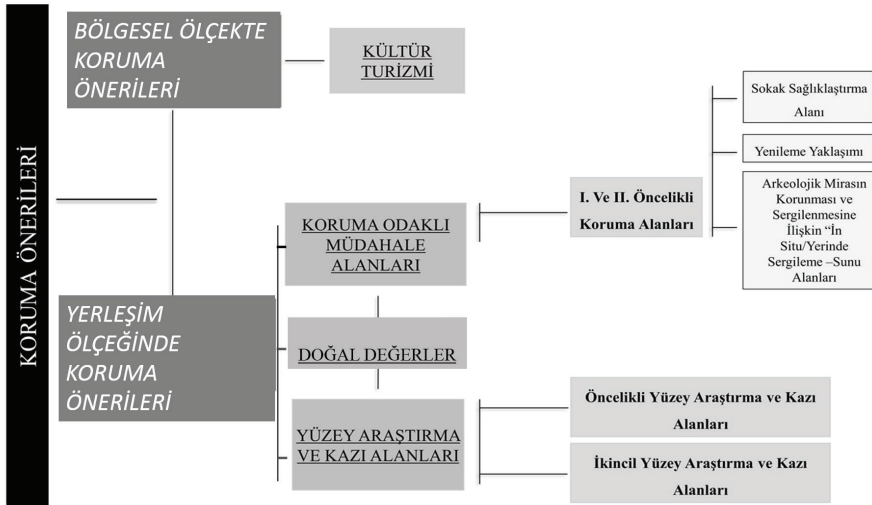 KORUMA ÖNERİLERİ
BÖLGESEL ÖLÇEKTE
KORUMA
ÖNERİLERİ
KÜLTÜR
TURİZMİ
YERLEŞİM
ÖLÇEĞİNDE
KORUMA
ÖNERİLERİ
KORUMA ODAKLI
MÜDAHALE
ALANLARI
I. Ve II. Öncelikli
Koruma Alanları
Sokak Sağlıklaştırma
Alanı
Yenileme Yaklaşımı
Arkeolojik Mirasın
Korunması ve
Sergilenmesine
İlişkin “İn
Situ/Yerinde
Sergileme –Sunu
Alanları
DOĞAL DEĞERLER
YÜZEY ARAŞTIRMA
VE KAZI ALANLARI
Öncelikli Yüzey Araştırma ve Kazı
Alanları
İkincil Yüzey Araştırma ve Kazı
Alanları